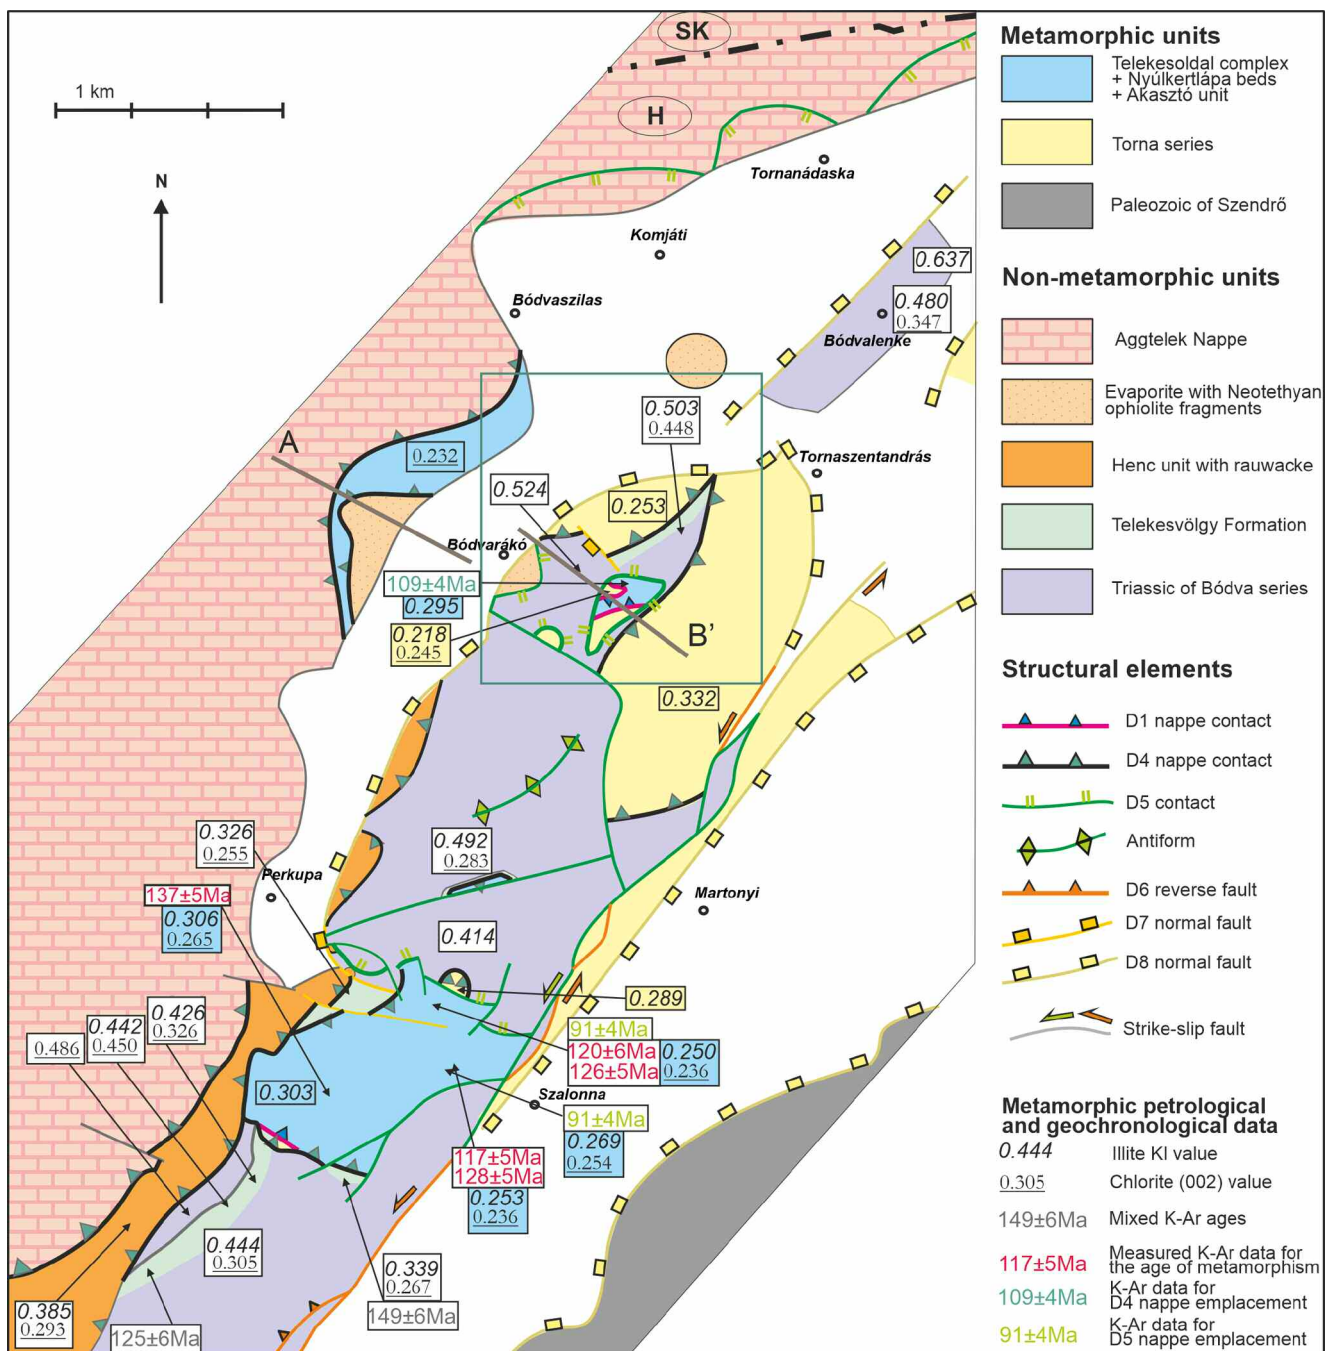 SK
1 km
H
N
Tornanádaska
Komjáti
0.637
Bódvaszilas
0.480
0.347
Bódvalenke
0.503
0.448
A
0.232
Tornaszentandrás
0.524
0.253
Bódvarákó
109±4Ma
0.295
0.218
0.245
B'
0.332
0.326
0.255
0.492
0.283
Perkupa
Martonyi
137±5Ma
0.306
0.265
0.414
0.289
0.426
0.326
0.442
0.450
0.486
91±4Ma
120±6Ma
126±5Ma
0.250
0.236
0.303
Szalonna
91±4Ma
0.269
0.254
117±5Ma
128±5Ma
0.253
0.236
0.444
0.305
0.339
0.267
149±6Ma
0.385
0.293
125±6Ma
Metamorphic units
Telekesoldal complex
+ Nyúlkertlápa beds
+ Akasztó unit
Torna series
Paleozoic of Szendrő
Non-metamorphic units
Aggtelek Nappe
Evaporite with Neotethyan
ophiolite fragments
Henc unit with rauwacke
Telekesvölgy Formation
Triassic of Bódva series
Structural elements
D1 nappe contact
D4 nappe contact
D5 contact
Antiform
D6 reverse fault
D7 normal fault
D8 normal fault
Strike-slip fault
Metamorphic petrological
and geochronological data
0.444 Illite KI value
0.305 Chlorite (002) value
149±6Ma Mixed K-Ar ages
117±5Ma Measured K-Ar data for
the age of metamorphism
109±4Ma K-Ar data for
D4 nappe emplacement
91±4Ma K-Ar data for
D5 nappe emplacement